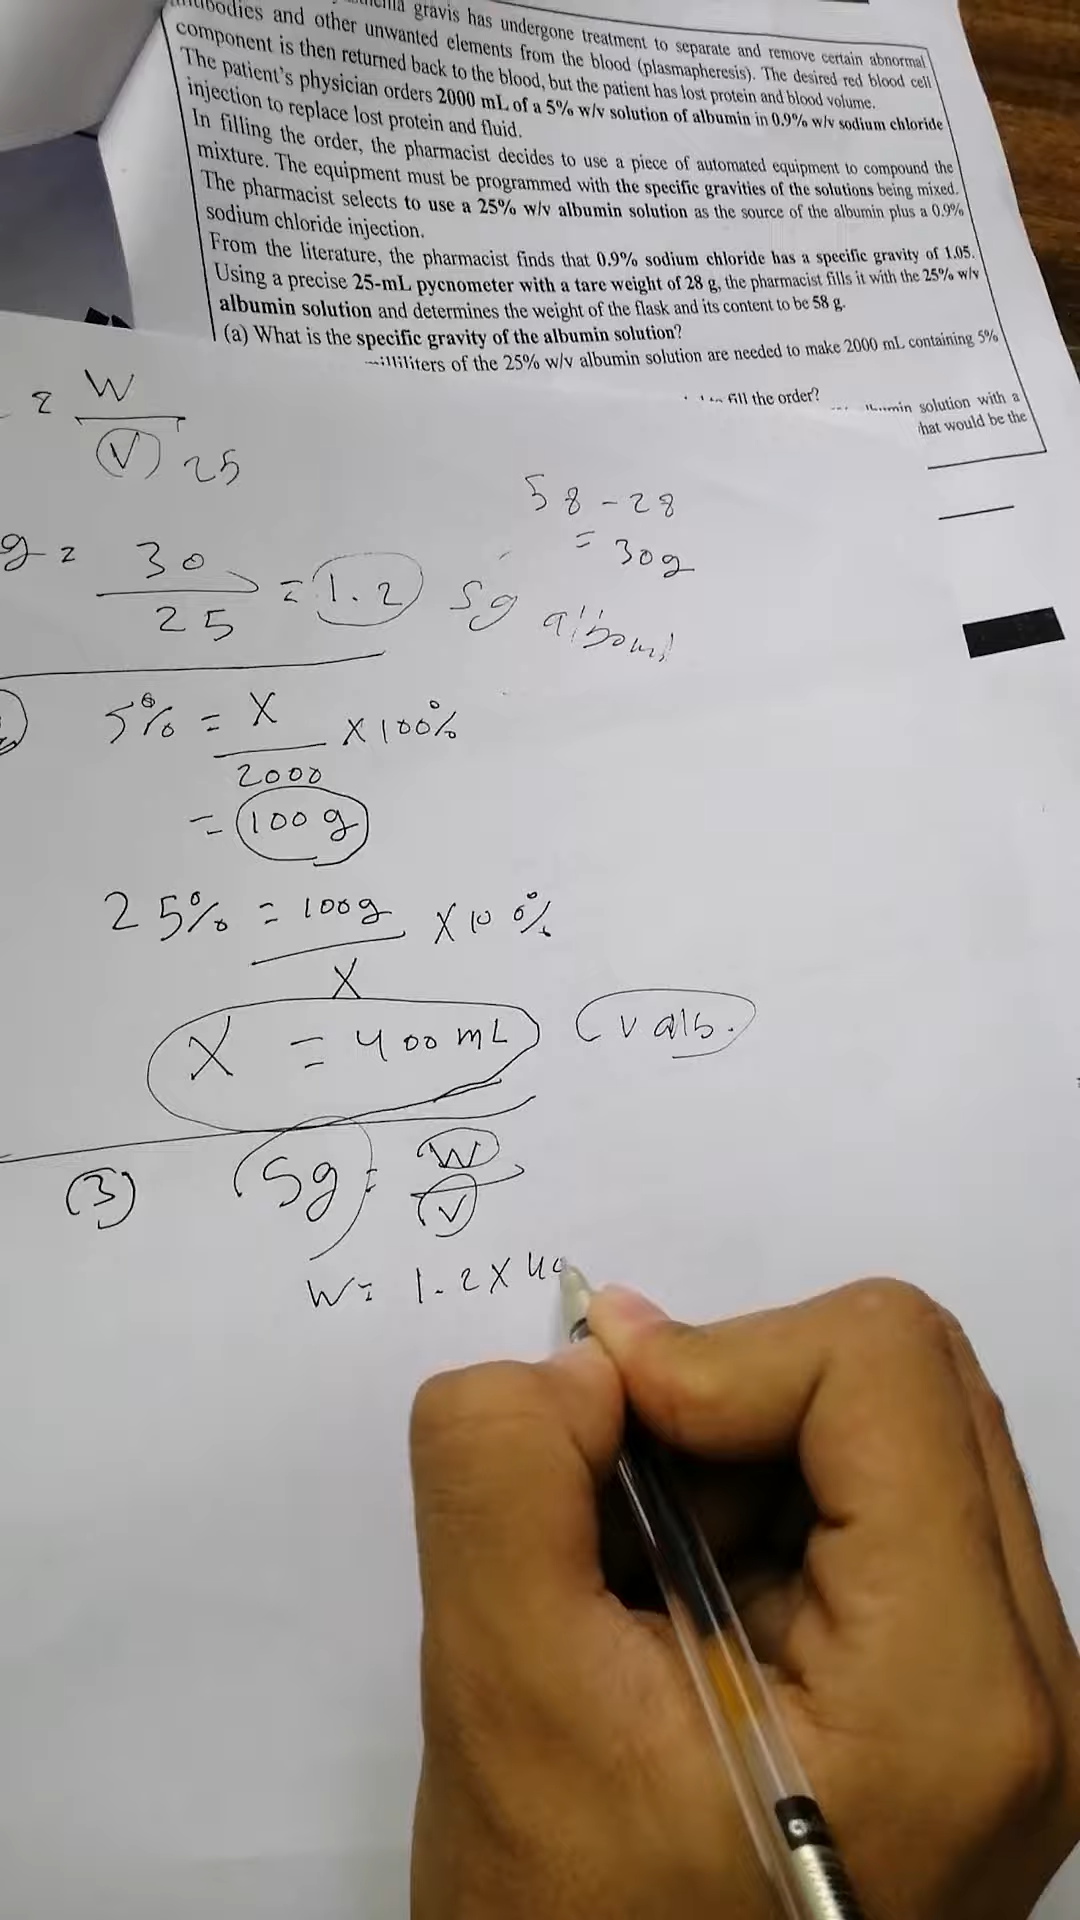 gravis has undergone treatment to separate and remove certain abnormal
and other unwanted elements from the blood (plasmapheresis). The desired red blood cell
component is then returned back to the blood, but the patient has lost protein and blood volume.
The patient's physician orders 2000 mL of a 5% w/v solution of albumin in 0.9% w/v sodium chloride
injection to replace lost protein and fluid.
In filling the order, the pharmacist decides to use a piece of automated equipment to compound the
mixture. The equipment must be programmed with the specific gravities of the solutions being mixed.
The pharmacist selects to use a 25% w/v albumin solution as the source of the albumin plus a 0.9%
sodium chloride injection.
From the literature, the pharmacist finds that 0.9% sodium chloride has a specific gravity of 1.05.
Using a precise 25-mL pycnometer with a tare weight of 28 g, the pharmacist fills it with the 25% w/v
albumin solution and determines the weight of the flask and its content to be 58 g.
(a) What is the specific gravity of the albumin solution?
of the 25% w/v albumin solution are needed to make 2000 mL containing 5%
fill the order?
solution with a
would be the
= W
V 25
58 - 28
= 30g
g = 30
25
= 1.2 Sg
5% = X
2000
X 100%
= 100 g
25% = 100g
X
X = 400 mL (v alb.)
(3) Sg = W
V
W = 1.2 X